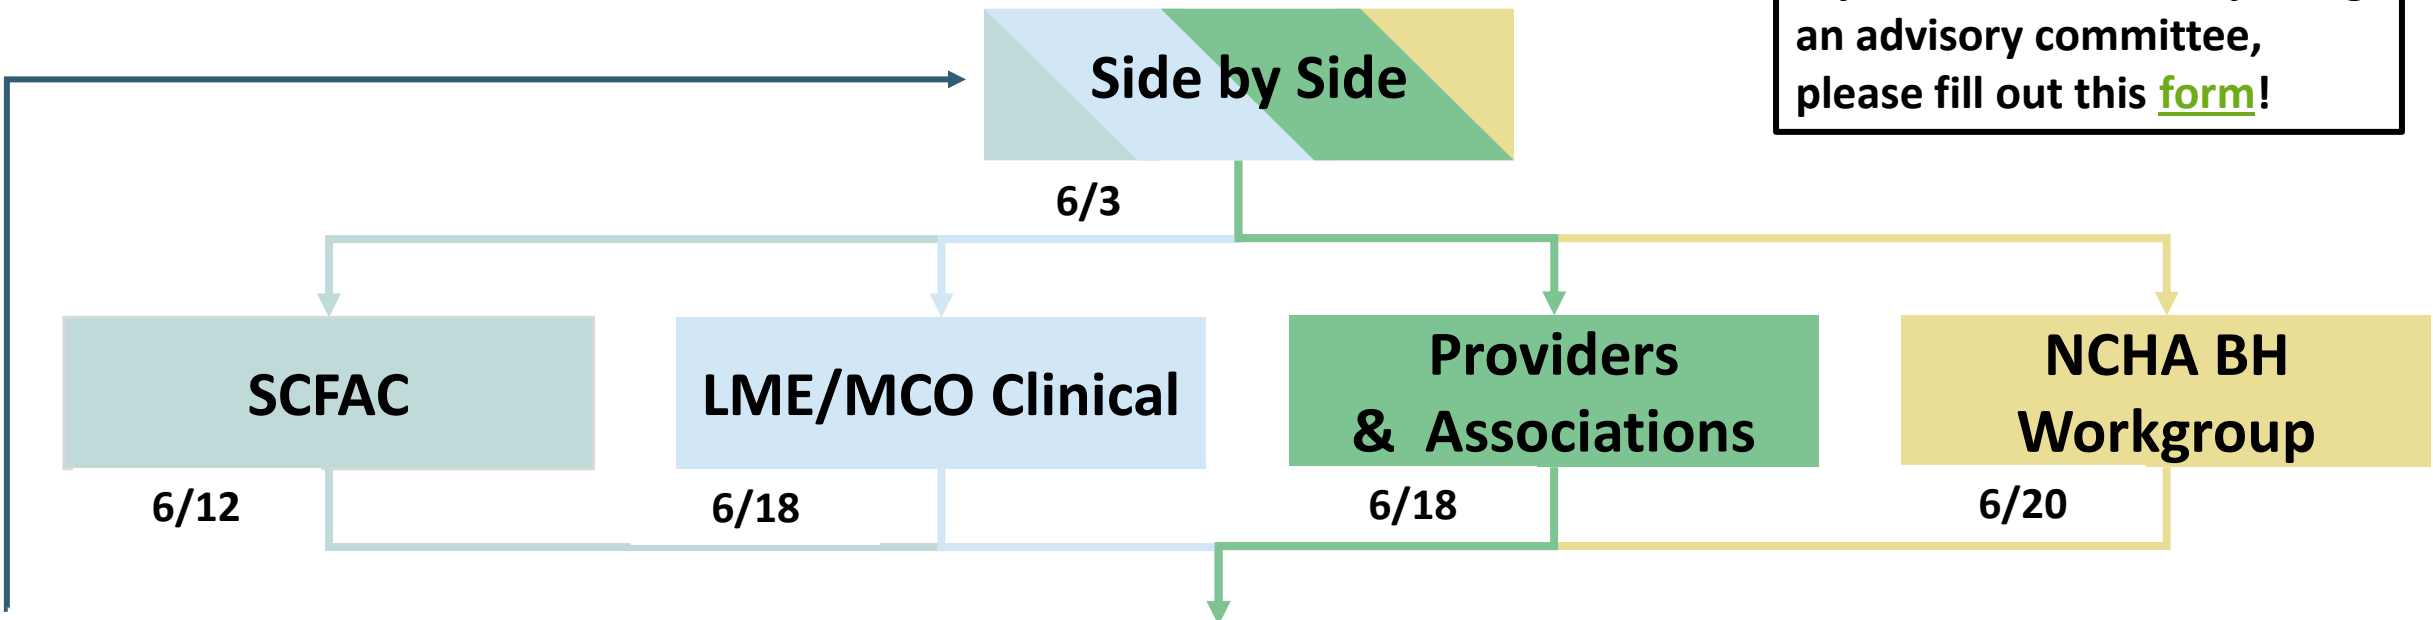 an advisory committee,
please fill out this form!
Side by Side
6/3
SCFAC
LME/MCO Clinical
Providers
& Associations
NCHA BH
Workgroup
6/12
6/18
6/18
6/20